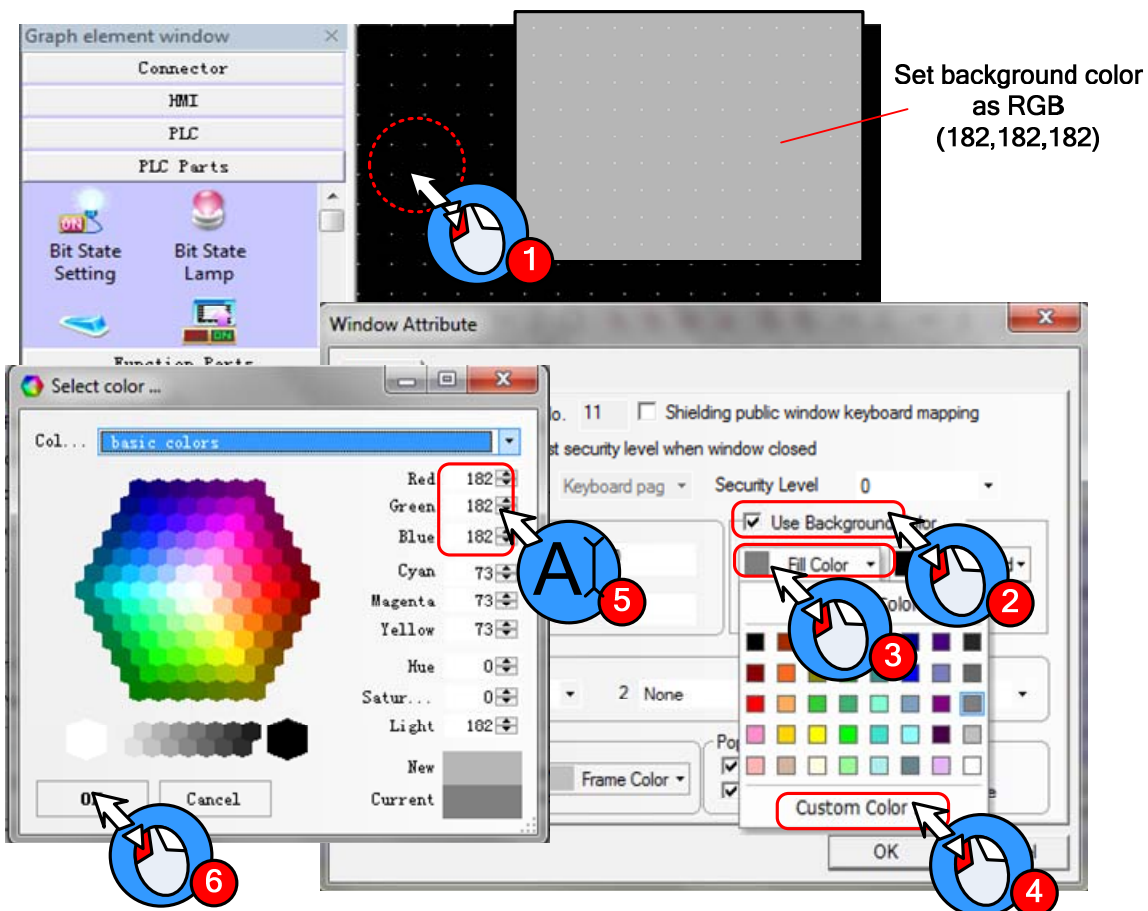 Graph element window
Connector
HMI
PLC
PLC Parts
Bit State
Setting
Bit State
Lamp
ON
ON
Set background color
as RGB
(182,182,182)
1
Window Attribute
No. 11 Shielding public window keyboard mapping
st security level when window closed
Keyboard pag Security Level 0
Use Background Color
Fill Color
2
3
2 None
Frame Color
Custom Color
OK
4
Select color ...
Col... basic colors
Red 182
Green 182
Blue 182
Cyan 73
Magenta 73
Yellow 73
Hue 0
Satur... 0
Light 182
New
Current
Cancel
A
5
6